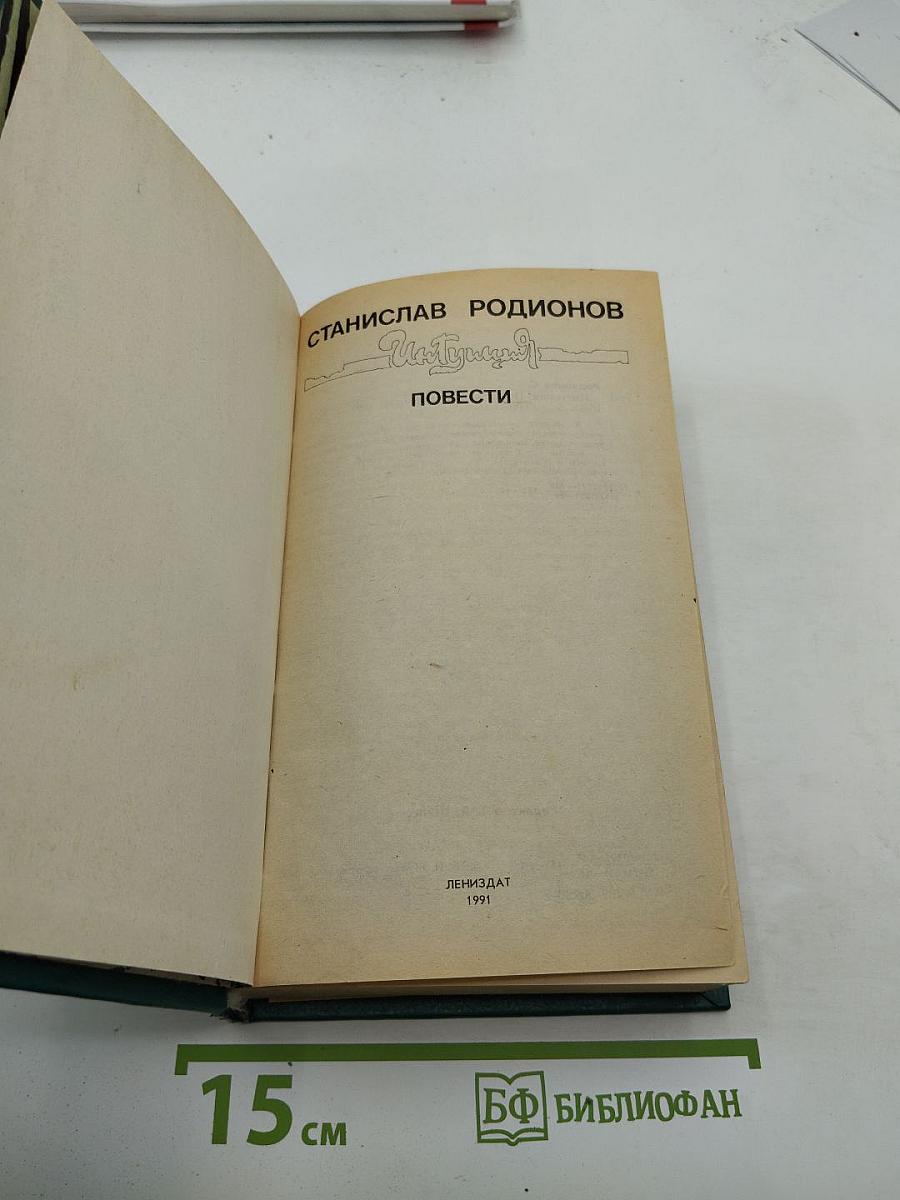 СТАНИСЛАВ РОДИОНОВ
Интуиция
ПОВЕСТИ
ЛЕНИЗДАТ
1991
15 см
БФ БИБЛИОФАН